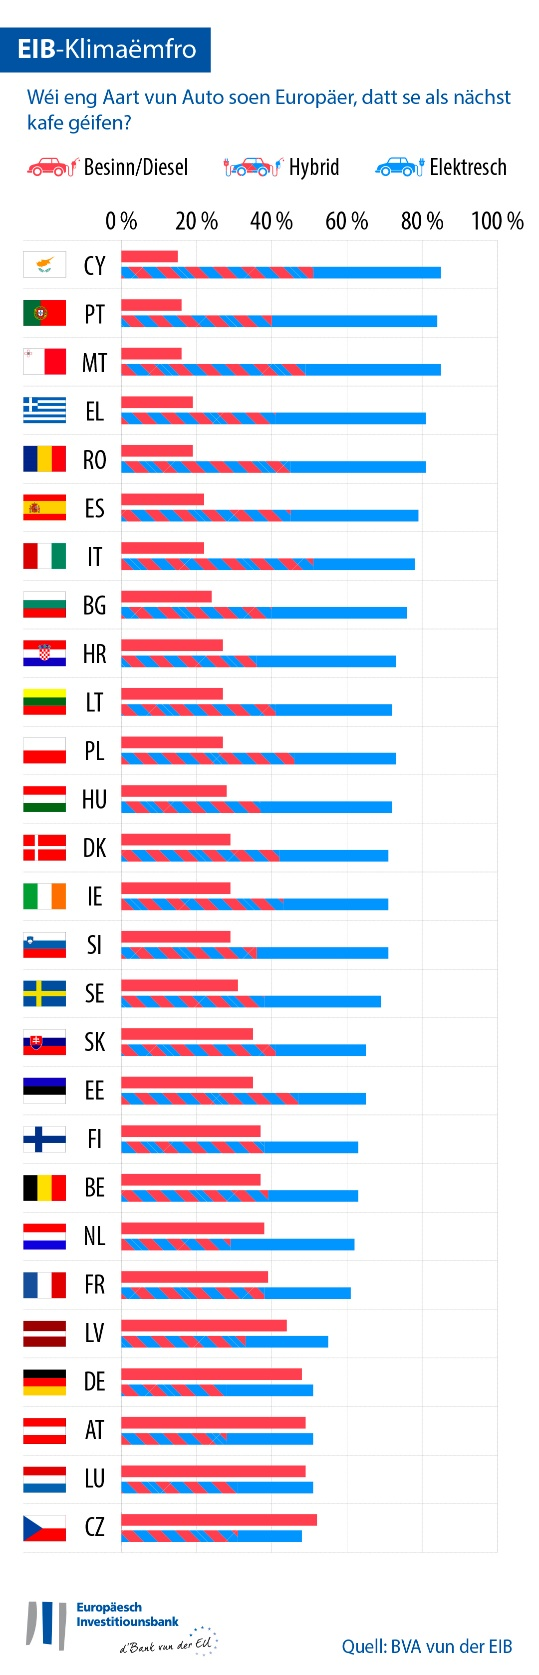 EIB-Klimaëmfro
Wéi eng Aart vun Auto soen Europäer, datt se als nächst
kafe géifen?
Besinn/Diesel Hybrid Elektresch
0 % 20 % 40 % 60 % 80 % 100 %
CY
PT
MT
EL
RO
ES
IT
BG
HR
LT
PL
HU
DK
IE
SI
SE
SK
EE
FI
BE
NL
FR
LV
DE
AT
LU
CZ
Europäesch
Investitiounsbank
d'Bank vun der EU
Quell: BVA vun der EIB